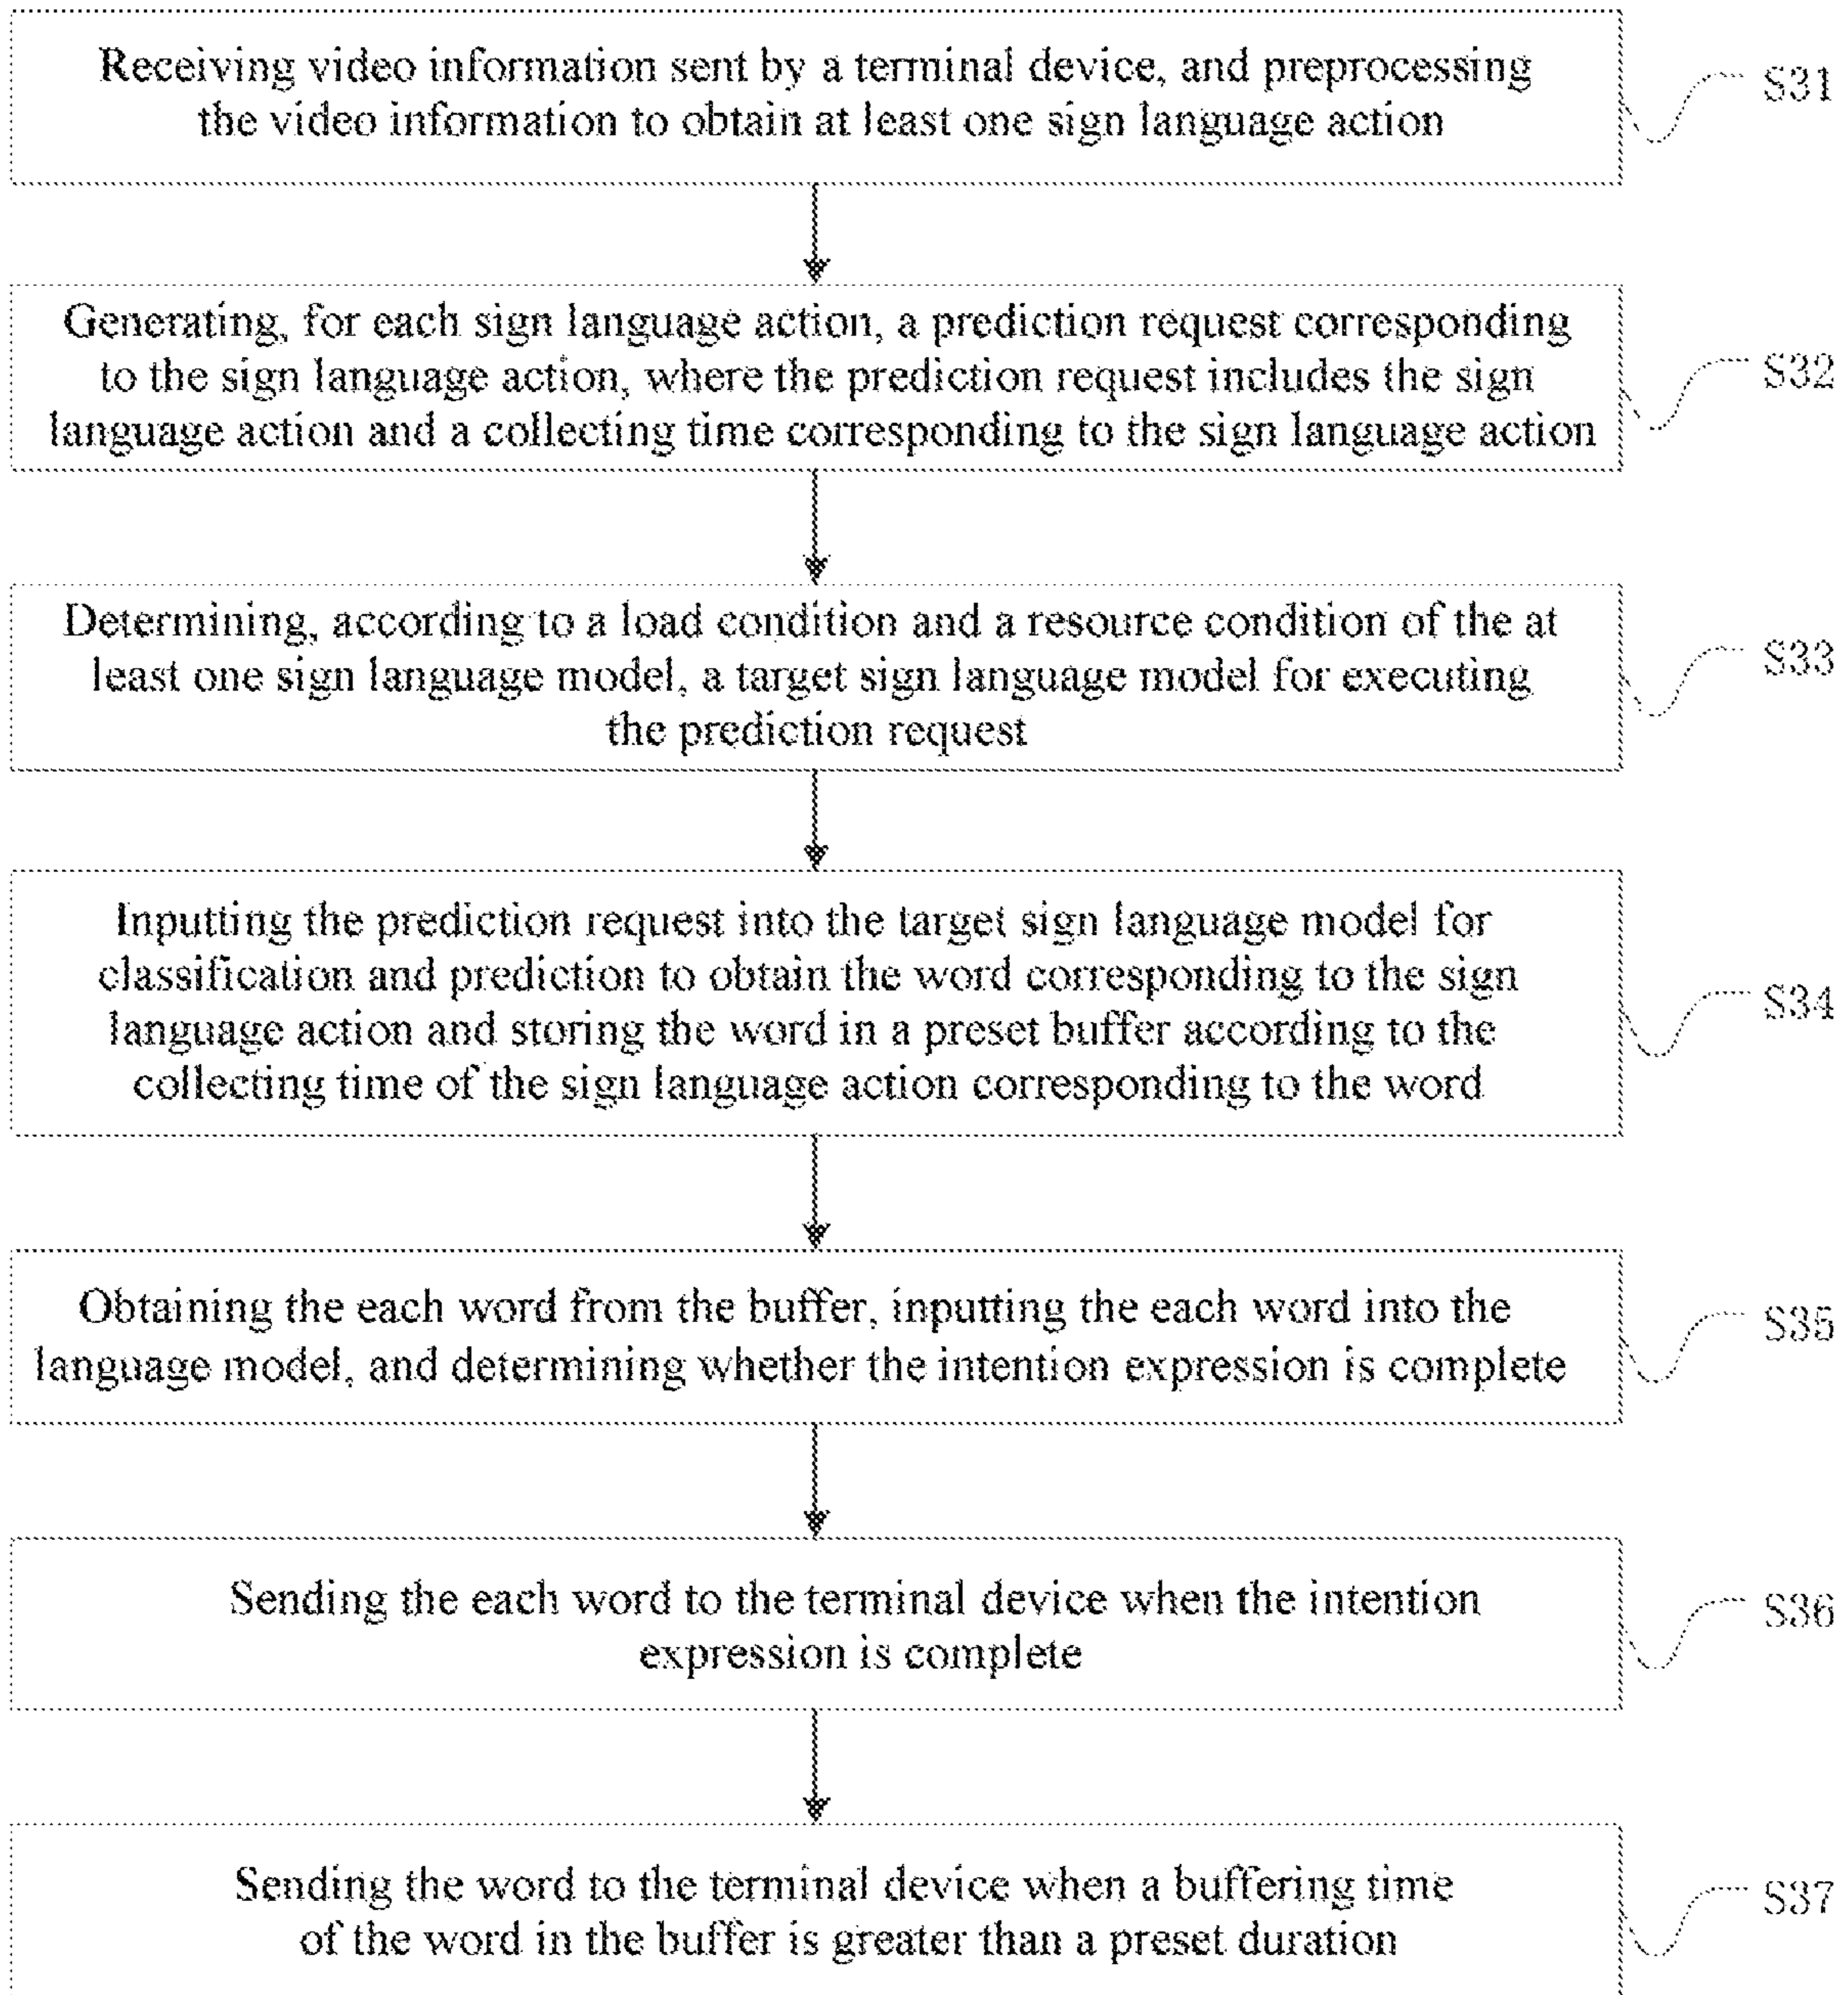 Receiving video information sent by a terminal device, and preprocessing
the video information to obtain at least one sign language action
S31
Generating, for each sign language action, a prediction request corresponding
to the sign language action, where the prediction request includes the sign
language action and a collecting time corresponding to the sign language action
S32
Determining, according to a load condition and a resource condition of the at
least one sign language model, a target sign language model for executing
the prediction request
S33
Inputting the prediction request into the target sign language model for
classification and prediction to obtain the word corresponding to the sign
language action and storing the word in a preset buffer according to the
collecting time of the sign language action corresponding to the word
S34
Obtaining the each word from the buffer, inputting the each word into the
language model, and determining whether the intention expression is complete
S35
Sending the each word to the terminal device when the intention
expression is complete
S36
Sending the word to the terminal device when a buffering time
of the word in the buffer is greater than a preset duration
S37